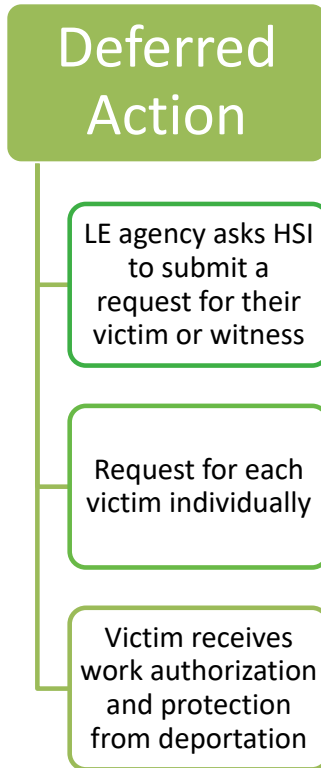 Deferred
Action
LE agency asks HSI
to submit a
request for their
victim or witness
Request for each
victim individually
Victim receives
work authorization
and protection
from deportation